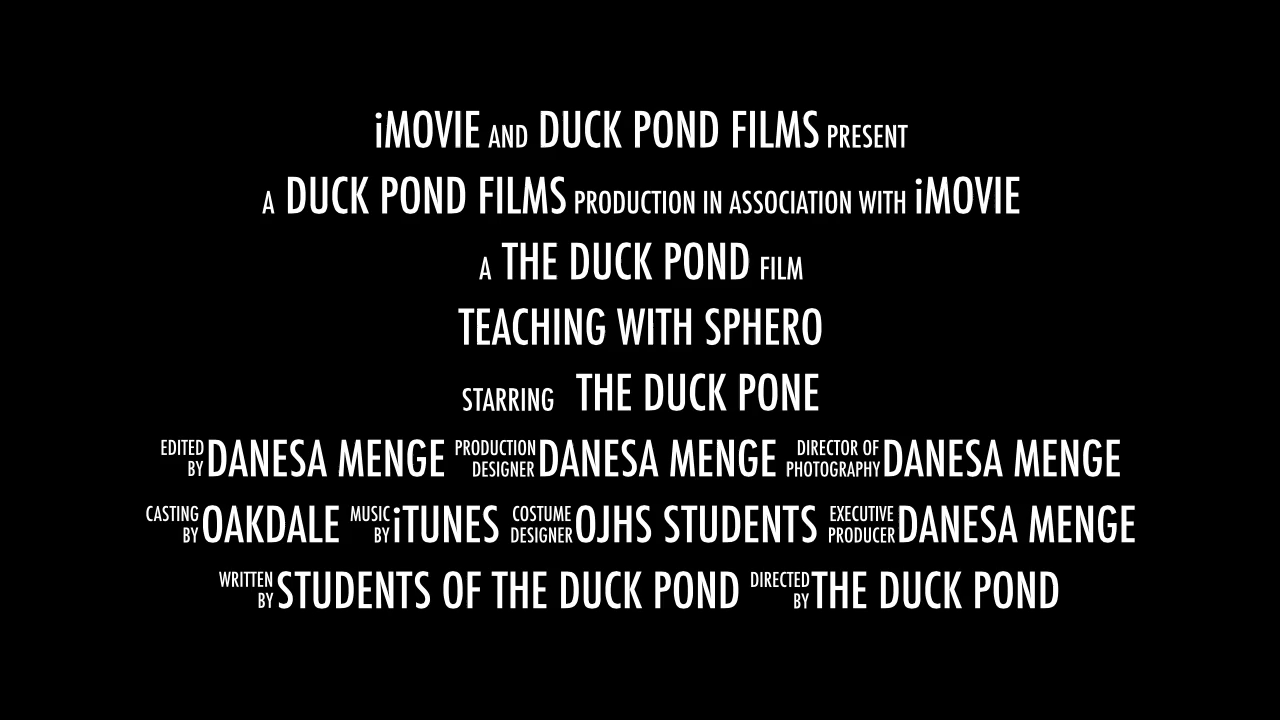 iMOVIE AND DUCK POND FILMS PRESENT
A DUCK POND FILMS PRODUCTION IN ASSOCIATION WITH iMOVIE
A THE DUCK POND FILM
TEACHING WITH SPHERO
STARRING THE DUCK PONE
EDITED BY DANESA MENGE PRODUCTION DESIGNER DANESA MENGE DIRECTOR OF PHOTOGRAPHY DANESA MENGE
CASTING BY OAKDALE MUSIC BY iTUNES COSTUME DESIGNER OJHS STUDENTS EXECUTIVE PRODUCER DANESA MENGE
WRITTEN BY STUDENTS OF THE DUCK POND DIRECTED BY THE DUCK POND